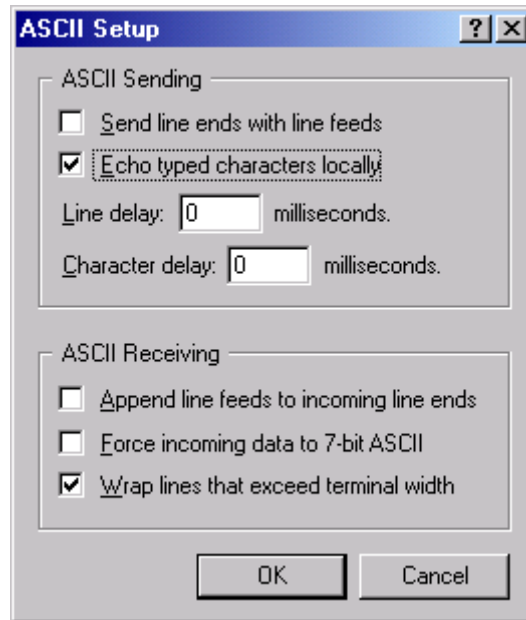 ASCII Setup ? X
ASCII Sending
Send line ends with line feeds
Echo typed characters locally
Line delay: 0 milliseconds.
Character delay: 0 milliseconds.
ASCII Receiving
Append line feeds to incoming line ends
Force incoming data to 7-bit ASCII
Wrap lines that exceed terminal width
OK Cancel